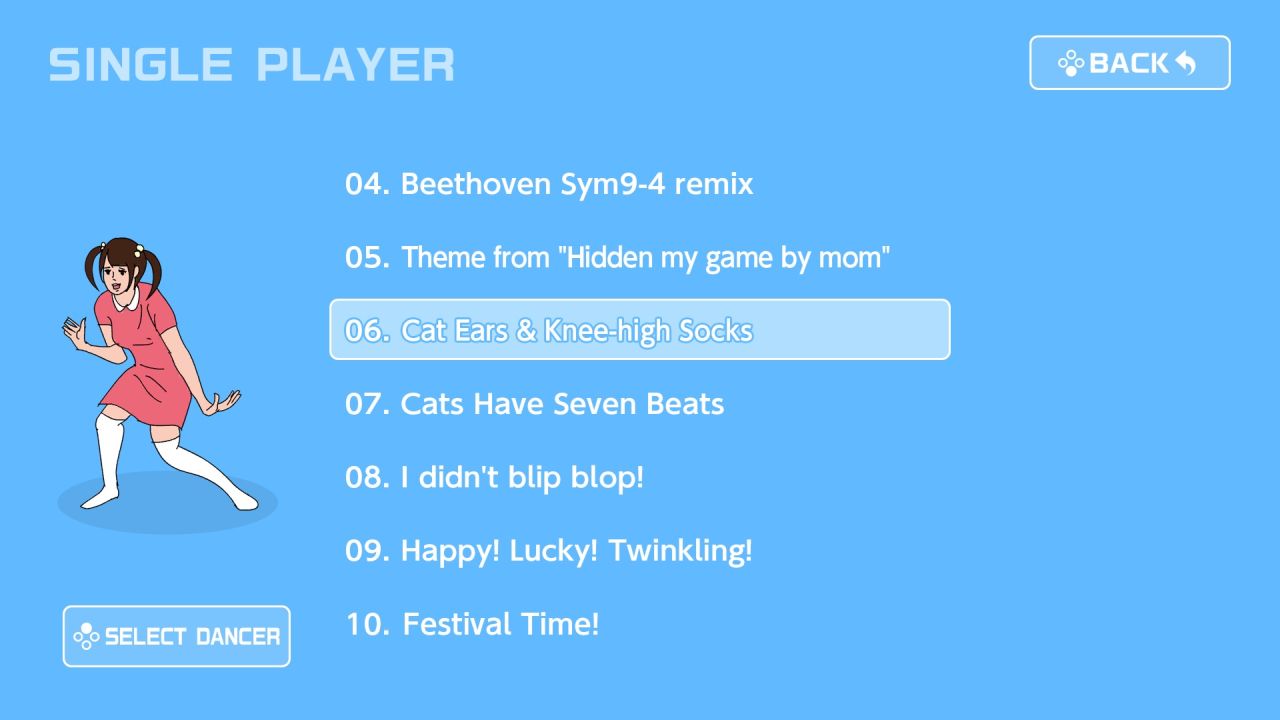 SINGLE PLAYER
BACK
04. Beethoven Sym9-4 remix
05. Theme from "Hidden my game by mom"
06. Cat Ears & Knee-high Socks
07. Cats Have Seven Beats
08. I didn't blip blop!
09. Happy! Lucky! Twinkling!
10. Festival Time!
SELECT DANCER